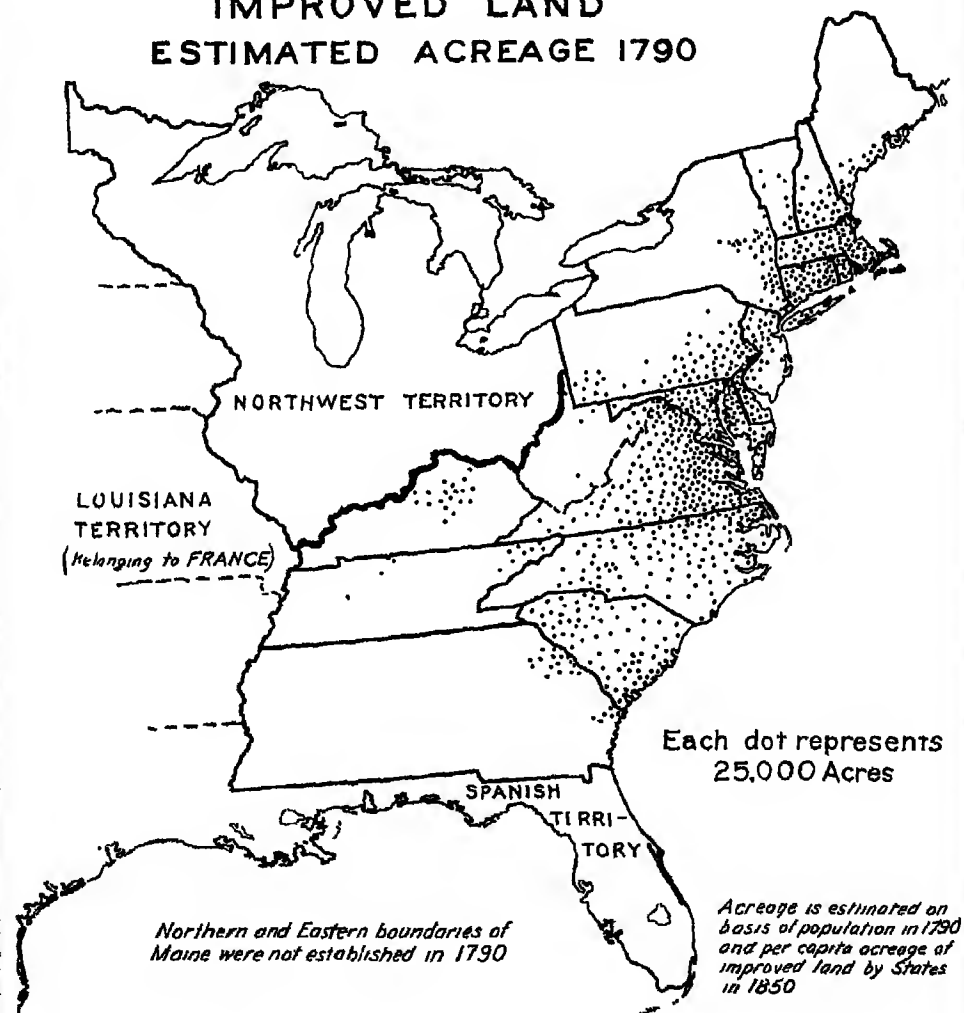 IMPROVED LAND
ESTIMATED ACREAGE 1790
NORTHWEST TERRITORY
LOUISIANA
TERRITORY
(Belonging to FRANCE)
Each dot represents
25,000 Acres
SPANISH
TIRRI-
TORY
Northern and Eastern boundaries of
Maine were not established in 1790
Acreage is estimated on
basis of population in 1790
and per capita acreage of
improved land by States
in 1850